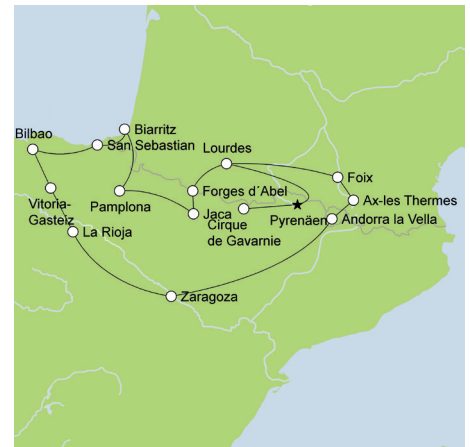 Biarritz
Bilbao
San Sebastian
Lourdes
Foix
Vitoria-
Gasteiz
Pamplona
Forges d´Abel
Ax-les Thermes
Jaca
Cirque
de Gavarnie
Pyrenäen
Andorra la Vella
La Rioja
Zaragoza